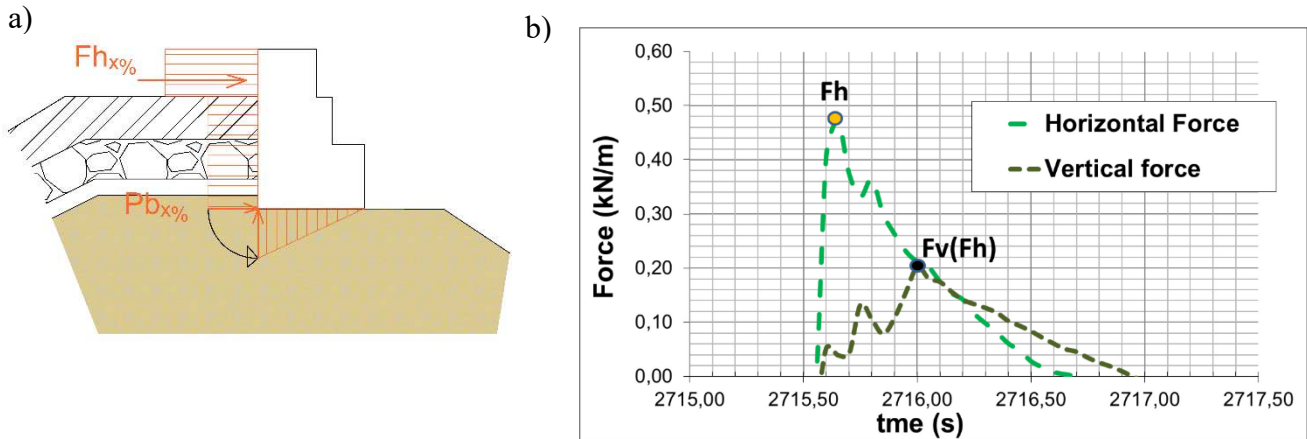 a)
Fhx%
Pbx%
b)
0,60
0,50
0,40
0,30
0,20
0,10
0,00
Force (kN/m)
Fh
Fv(Fh)
Horizontal Force
Vertical force
2715,00 2715,50 2716,00 2716,50 2717,00 2717,50
tme (s)